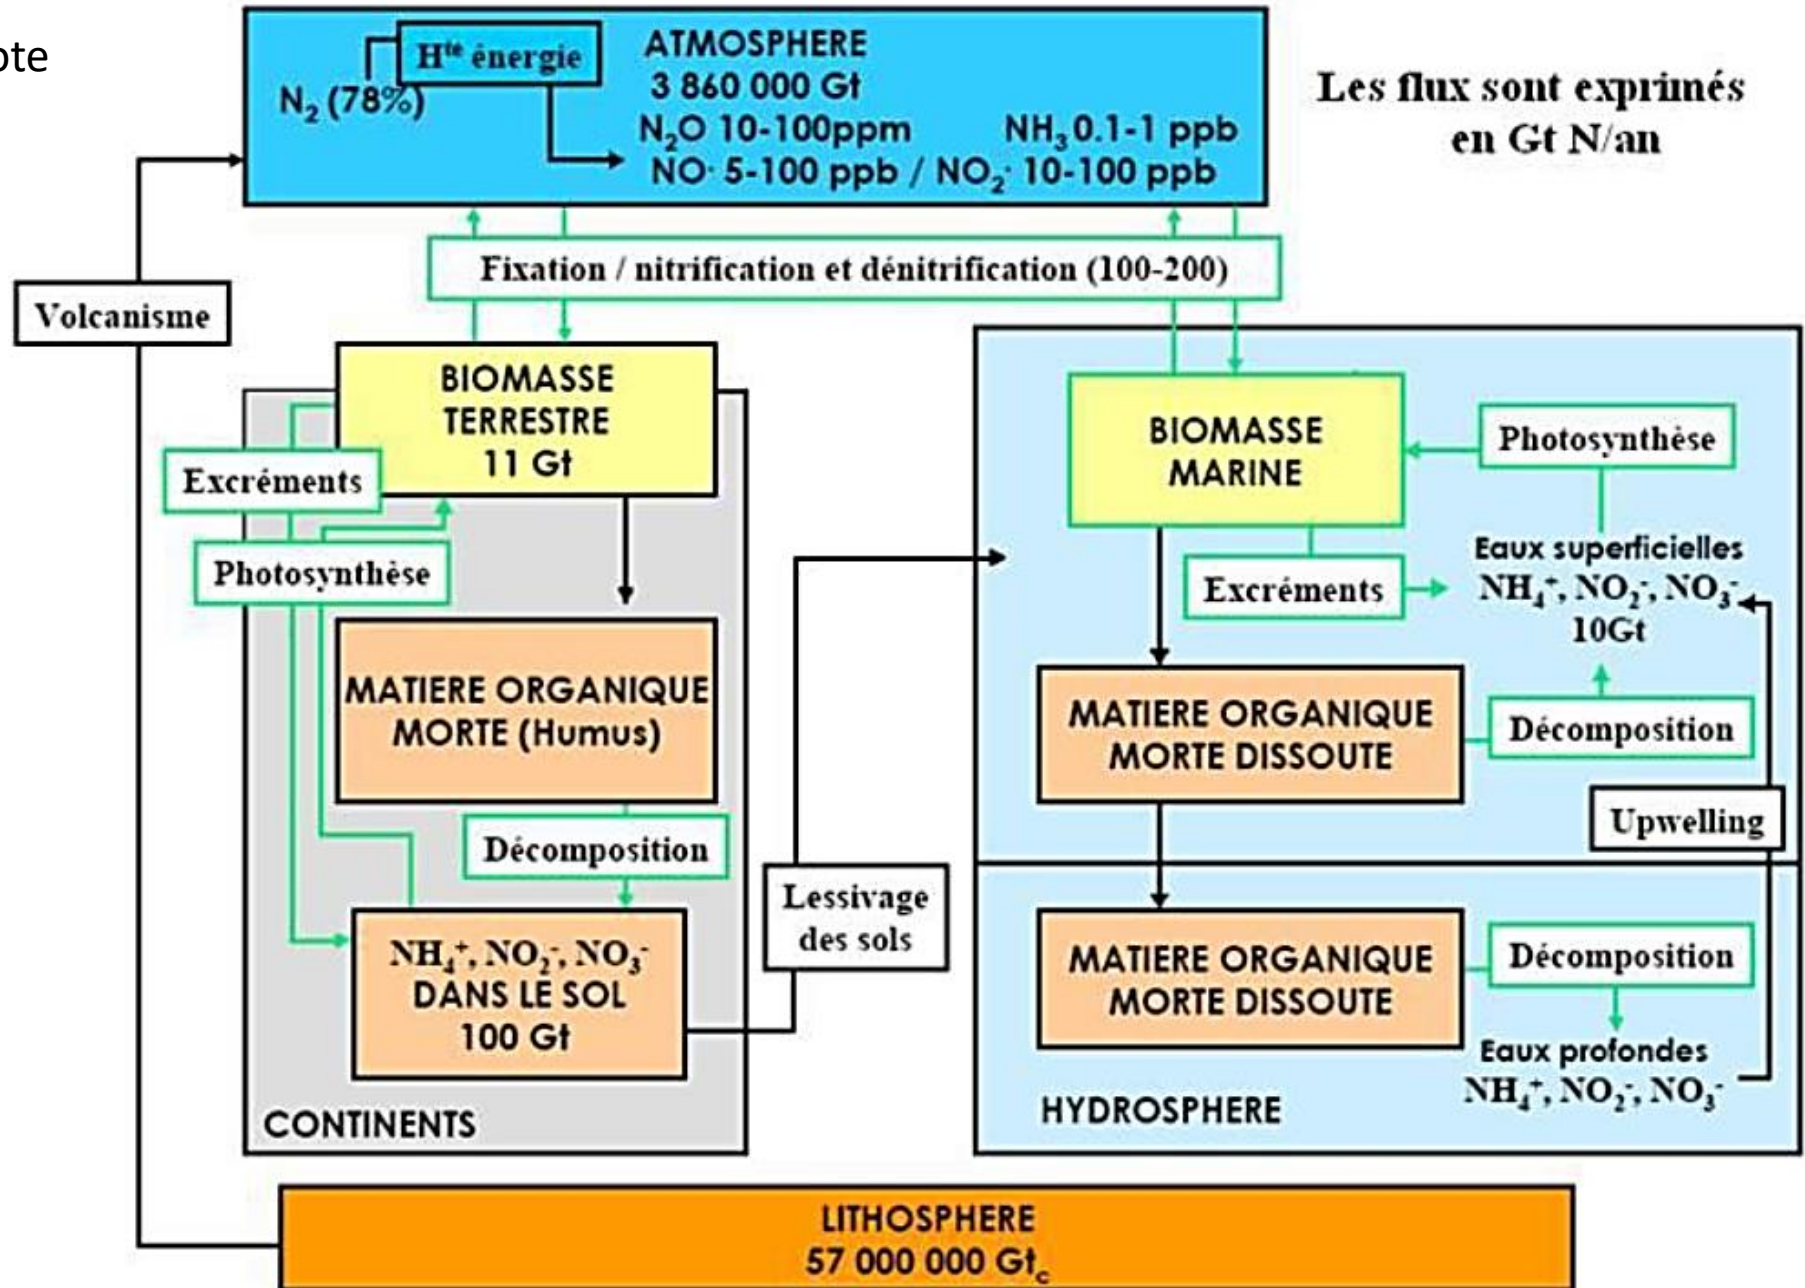 Hté énergie
N₂ (78%)
ATMOSPHERE
3 860 000 Gt
N₂O 10-100ppm NH₃ 0.1-1 ppb
NO· 5-100 ppb / NO₂· 10-100 ppb
Les flux sont exprimés
en Gt N/an
Fixation / nitrification et dénitrification (100-200)
Volcanisme
BIOMASSE
TERRESTRE
11 Gt
Excréments
Photosynthèse
MATIERE ORGANIQUE
MORTE (Humus)
Décomposition
NH₄⁺, NO₂⁻, NO₃⁻
DANS LE SOL
100 Gt
CONTINENTS
Lessivage
des sols
BIOMASSE
MARINE
Photosynthèse
Excréments
Eaux superficielles
NH₄⁺, NO₂⁻, NO₃⁻
10Gt
MATIERE ORGANIQUE
MORTE DISSOUTE
Décomposition
Upwelling
MATIERE ORGANIQUE
MORTE DISSOUTE
Décomposition
Eaux profondes
NH₄⁺, NO₂⁻, NO₃⁻
HYDROSPHERE
LITHOSPHERE
57 000 000 Gtc